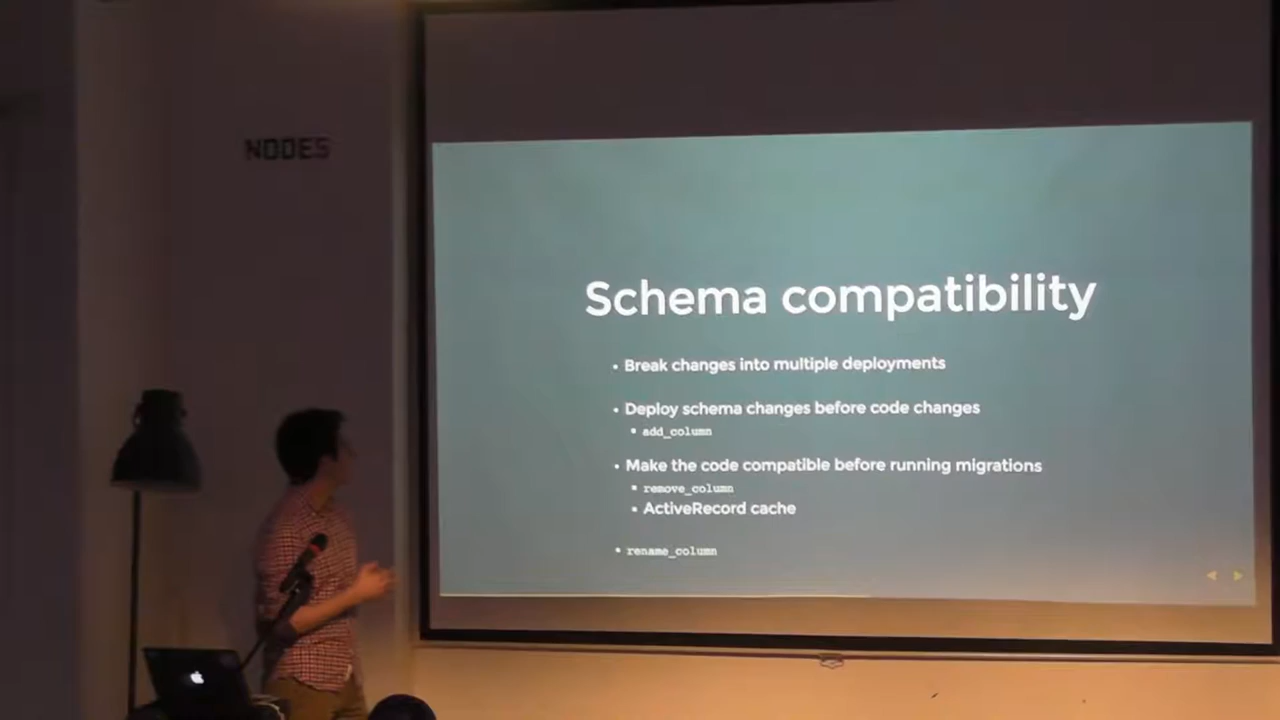 NODES
Schema compatibility
• Break changes into multiple deployments
• Deploy schema changes before code changes
▪ add_column
• Make the code compatible before running migrations
▪ remove_column
• ActiveRecord cache
• rename_column